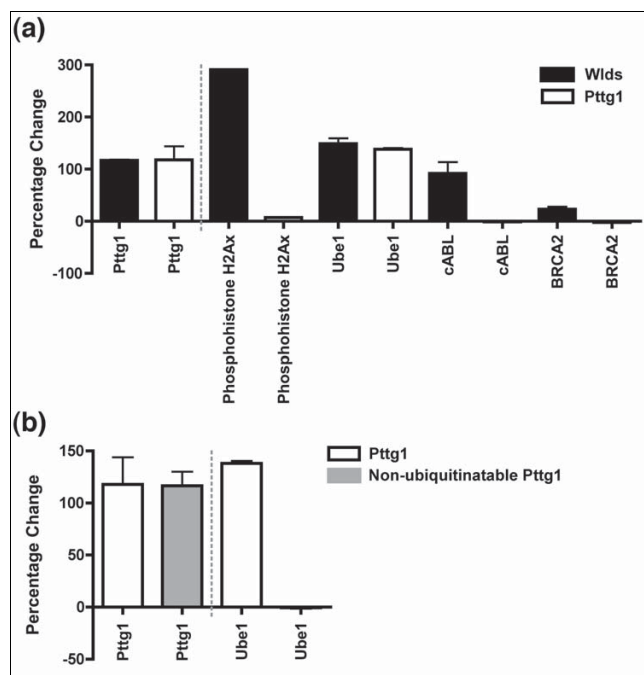 (a)
Percentage Change
300
200
100
0
-100
Wlds
Pttg1
Pttg1
Pttg1
Phosphohistone H2Ax
Phosphohistone H2Ax
Ube1
Ube1
cABL
cABL
BRCA2
BRCA2
(b)
Percentage Change
150
100
50
0
-50
Pttg1
Non-ubiquitinatable Pttg1
Pttg1
Pttg1
Ube1
Ube1